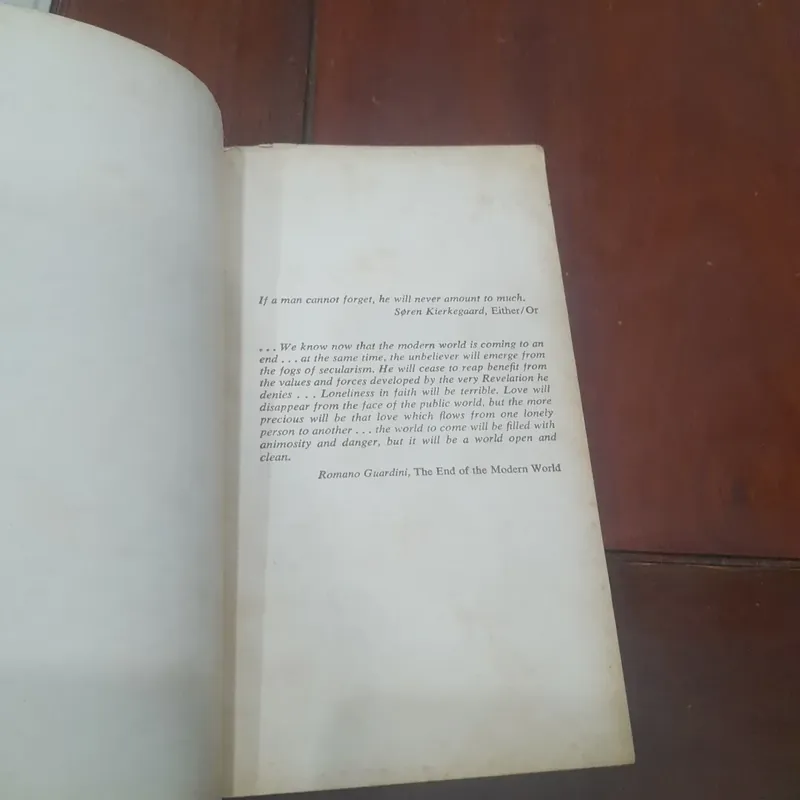 If a man cannot forget, he will never amount to much.
Søren Kierkegaard, Either/Or
... We know now that the modern world is coming to an
end ... at the same time, the unbeliever will emerge from
the fogs of secularism. He will cease to reap benefit from
the values and forces developed by the very Revelation he
denies ... Loneliness in faith will be terrible. Love will
disappear from the face of the public world, but the more
precious will be that love which flows from one lonely
person to another ... the world to come will be filled with
animosity and danger, but it will be a world open and
clean.
Romano Guardini, The End of the Modern World